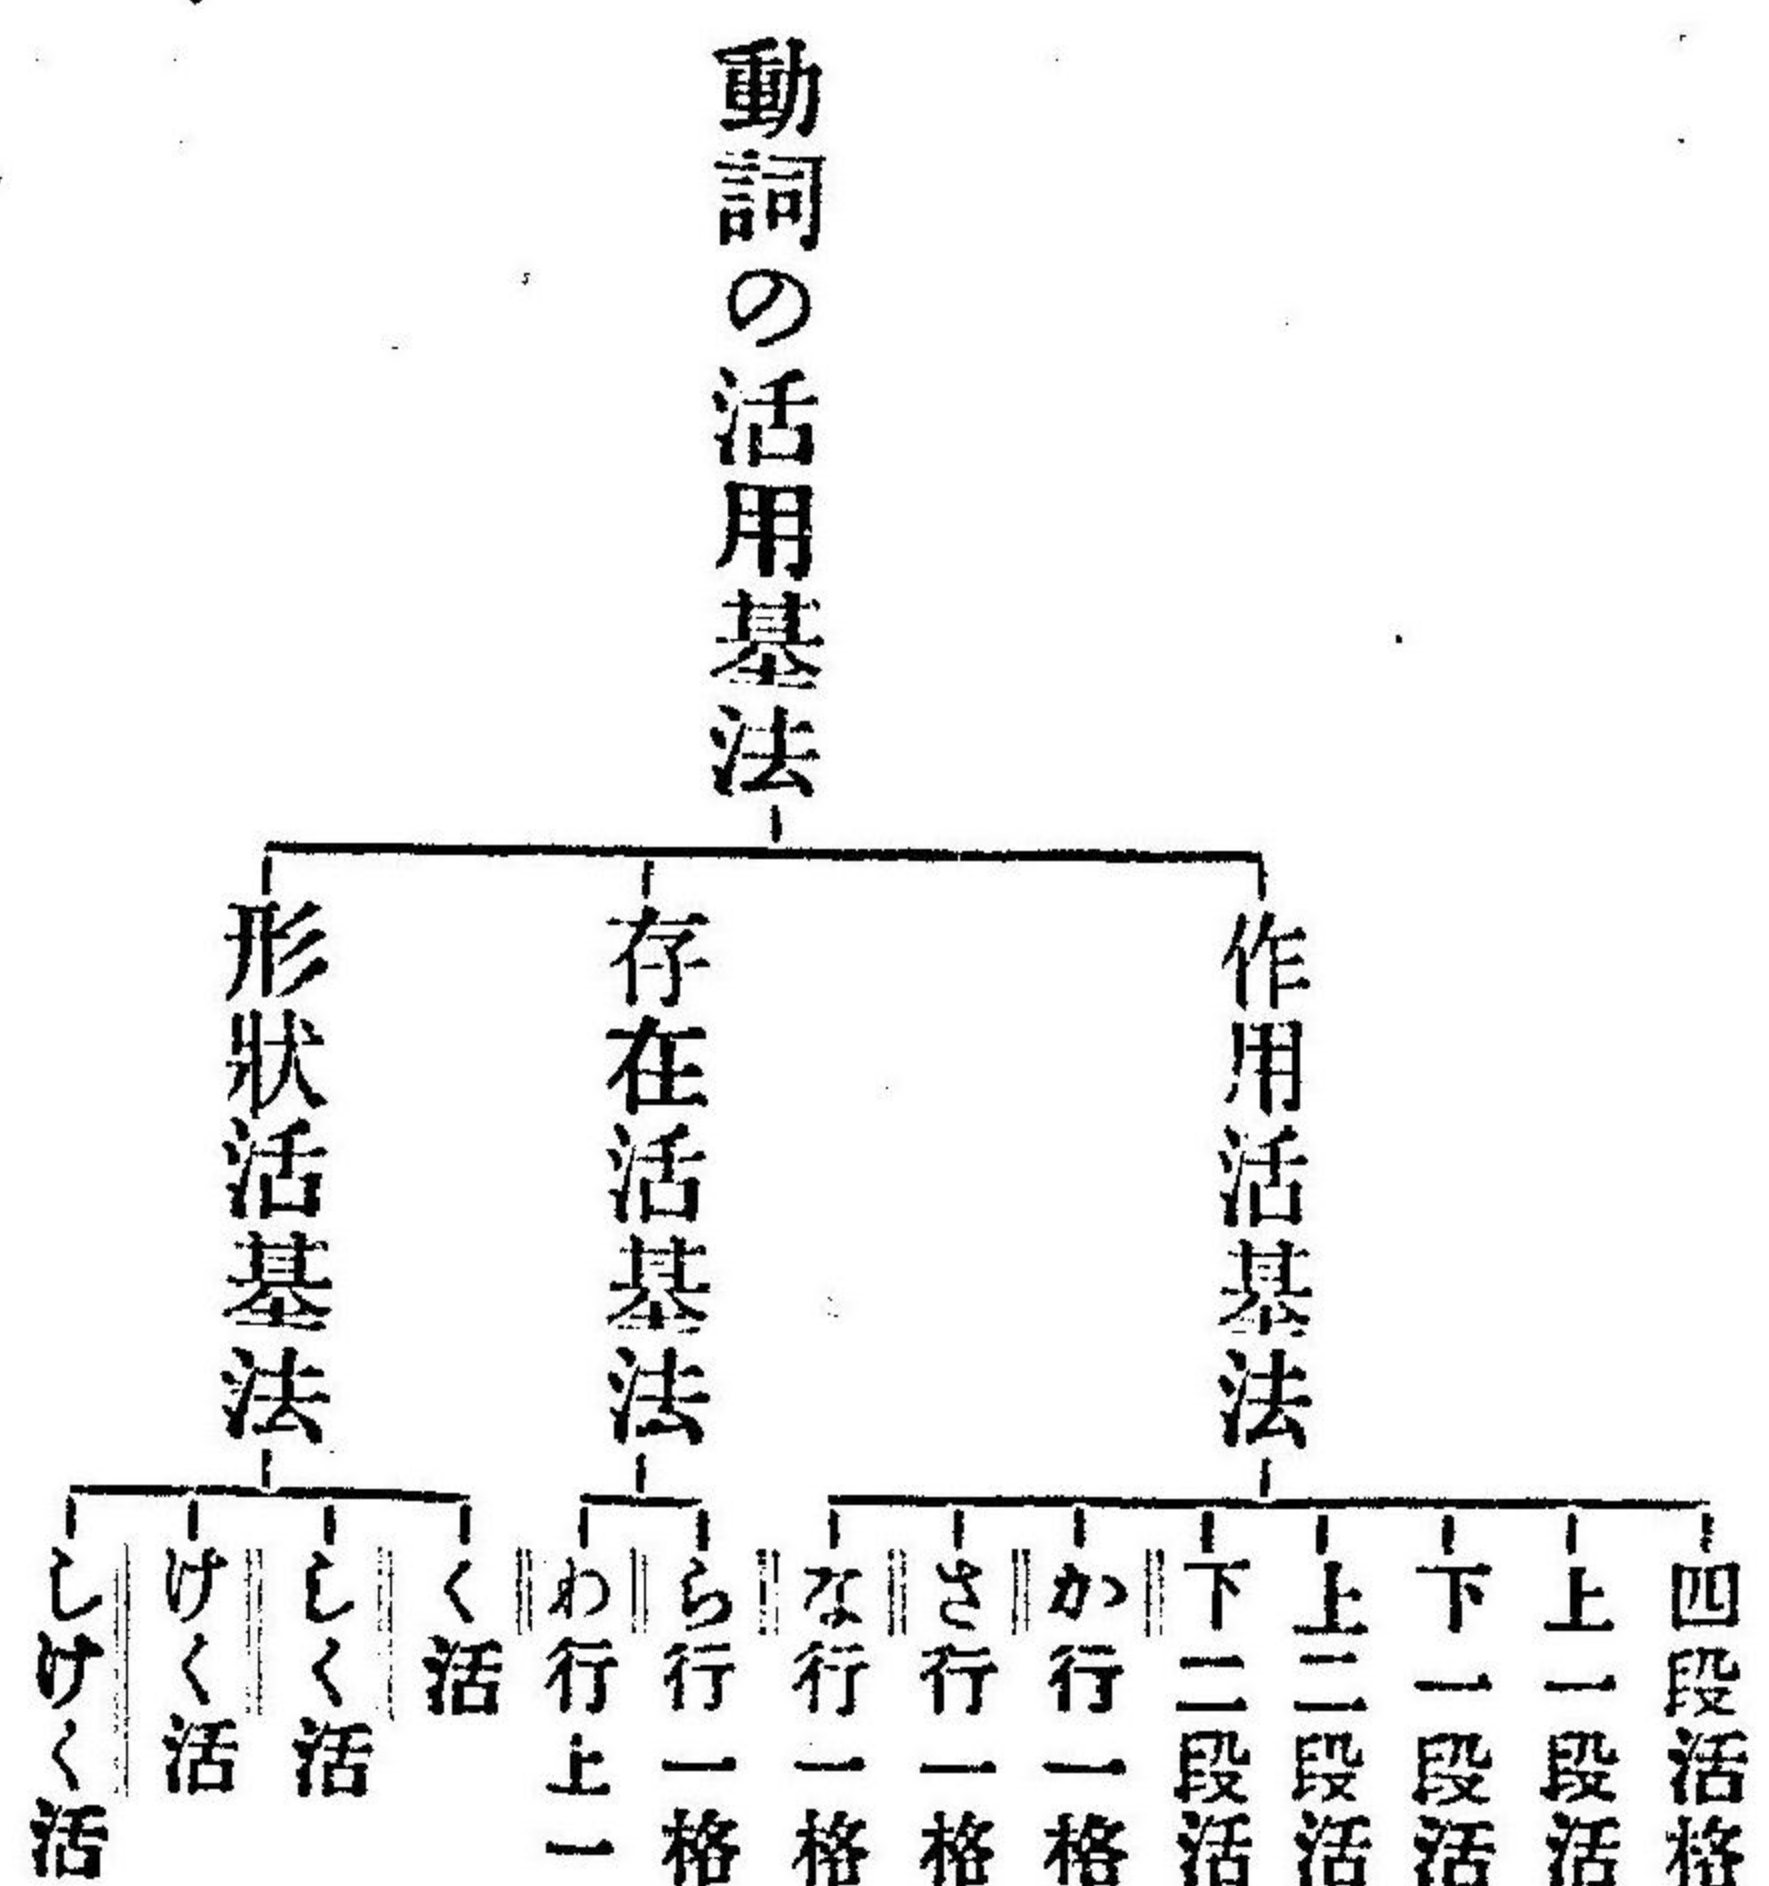 動詞の活用基法
作用活基法
存在活基法
形狀活基法
四段活格
上一段活
下一段活
上二段活
下二段活
か行一格
さ行一格
な行一格
ら行一格
わ行上一
く活
しく活
けく活
しけく活